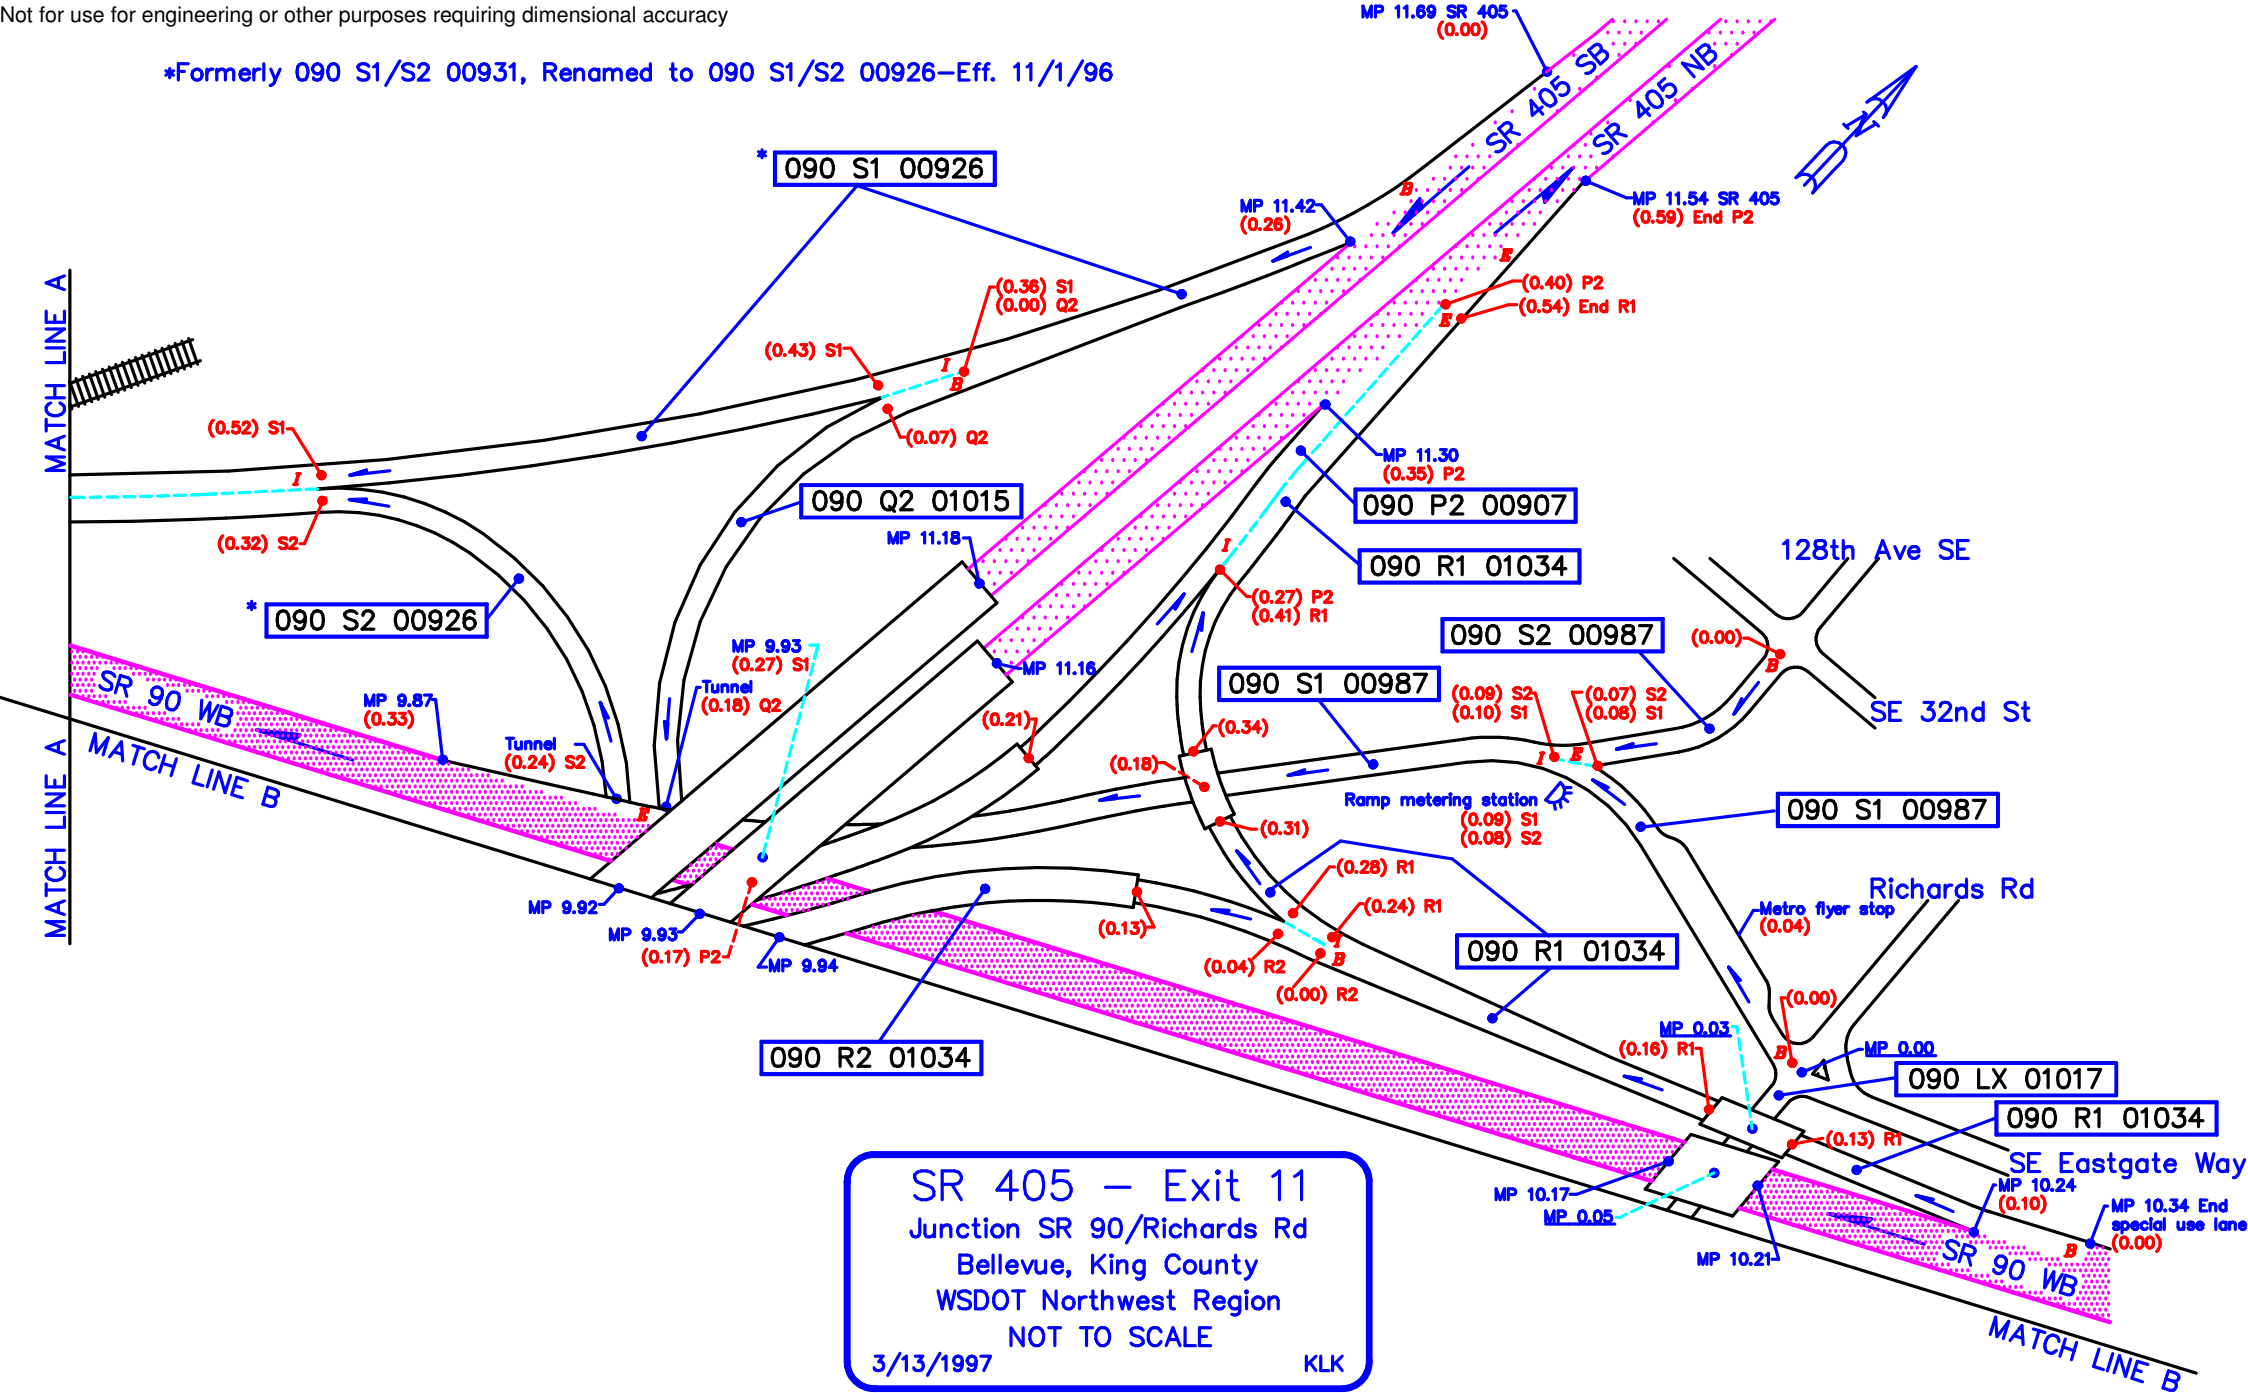 Not for use for engineering or other purposes requiring dimensional accuracy
*Formerly 090 S1/S2 00931, Renamed to 090 S1/S2 00926-Eff. 11/1/96
MP 11.69 SR 405
(0.00)
SR 405 SB
SR 405 NB
N
* 090 S1 00926
B
MP 11.42
(0.26)
MP 11.54 SR 405
(0.59) End P2
E
(0.36) S1
(0.00) Q2
(0.40) P2
(0.54) End R1
E
MATCH LINE A
(0.43) S1
I
B
(0.07) Q2
(0.52) S1
I
MP 11.30
(0.35) P2
090 Q2 01015
090 P2 00907
(0.32) S2
MP 11.18
I
128th Ave SE
090 R1 01034
(0.27) P2
(0.41) R1
* 090 S2 00926
090 S2 00987
(0.00)
B
MP 9.93
(0.27) S1
MP 11.16
SR 90 WB
Tunnel
(0.18) Q2
090 S1 00987
(0.09) S2
(0.10) S1
(0.07) S2
(0.08) S1
MP 9.87
(0.33)
(0.21)
(0.34)
SE 32nd St
Tunnel
(0.24) S2
MATCH LINE B
(0.18)
I
E
MATCH LINE A
E
Ramp metering station
(0.09) S1
(0.08) S2
090 S1 00987
(0.31)
(0.28) R1
Richards Rd
MP 9.92
(0.24) R1
Metro flyer stop
(0.04)
MP 9.93
(0.13)
(0.17) P2
MP 9.94
I
B
(0.04) R2
(0.00) R2
090 R1 01034
(0.00)
090 R2 01034
MP 0.03
(0.16) R1
B
MP 0.00
090 LX 01017
090 R1 01034
(0.13) R1
SE Eastgate Way
MP 10.17
MP 0.05
MP 10.24
(0.10)
MP 10.34 End
special use lane
(0.00)
B
MP 10.21
SR 90 WB
MATCH LINE B
SR 405 - Exit 11
Junction SR 90/Richards Rd
Bellevue, King County
WSDOT Northwest Region
NOT TO SCALE
3/13/1997 KLK